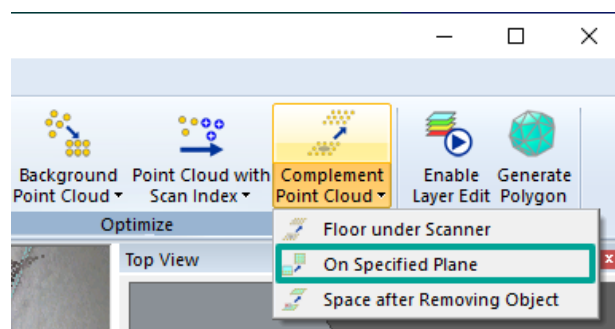 Background
Point Cloud
Point Cloud with
Scan Index
Complement
Point Cloud
Enable
Layer Edit
Generate
Polygon
Optimize
Top View
Floor under Scanner
On Specified Plane
Space after Removing Object